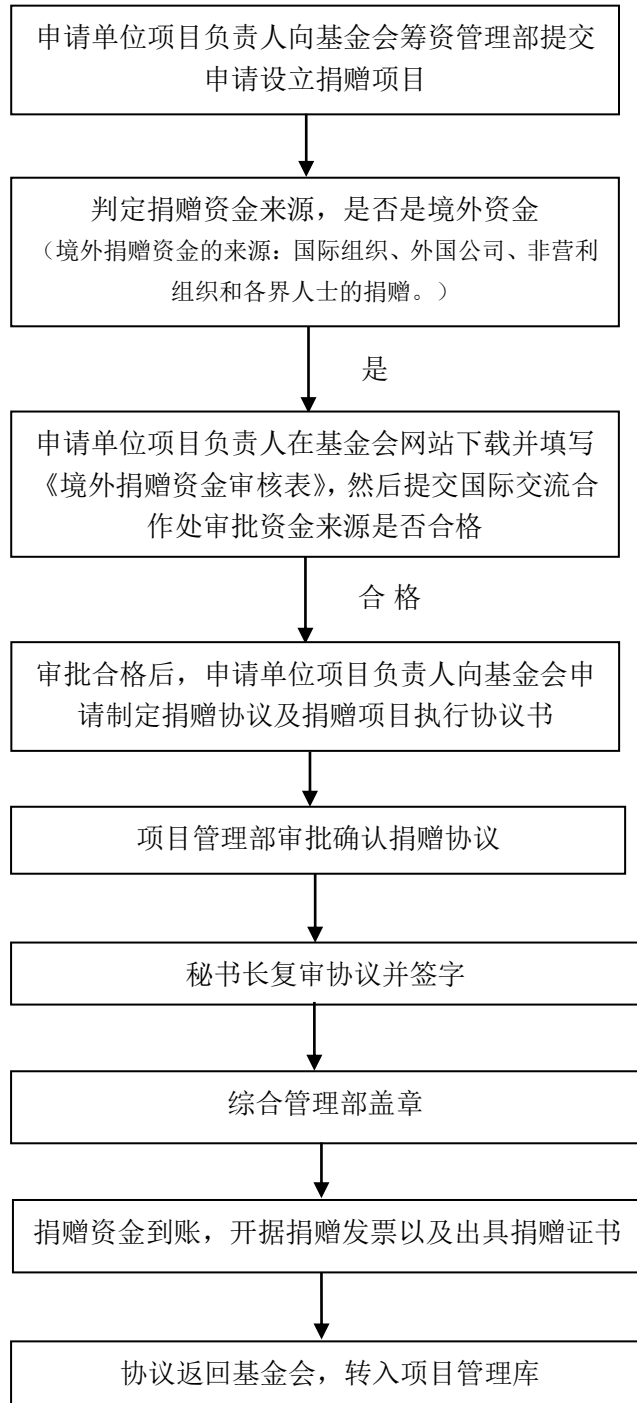 申请单位项目负责人向基金会筹资管理部提交
申请设立捐赠项目
判定捐赠资金来源，是否是境外资金
（境外捐赠资金的来源：国际组织、外国公司、非营利
组织和各界人士的捐赠。）
是
申请单位项目负责人在基金会网站下载并填写
《境外捐赠资金审核表》，然后提交国际交流合
作处审批资金来源是否合格
合 格
审批合格后，申请单位项目负责人向基金会申
请制定捐赠协议及捐赠项目执行协议书
项目管理部审批确认捐赠协议
秘书长复审协议并签字
综合管理部盖章
捐赠资金到账，开据捐赠发票以及出具捐赠证书
协议返回基金会，转入项目管理库